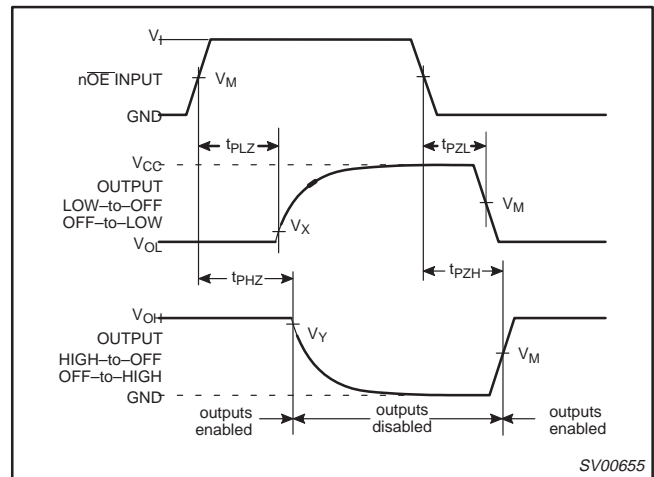 VI
nOE INPUT
VM
GND
tPLZ
tPZL
VCC
OUTPUT
LOW–to–OFF
OFF–to–LOW
VM
VX
VOL
tPHZ
tPZH
VOH
OUTPUT
VY
HIGH–to–OFF
OFF–to–HIGH
VM
GND
outputs
enabled
outputs
disabled
outputs
enabled
SV00655